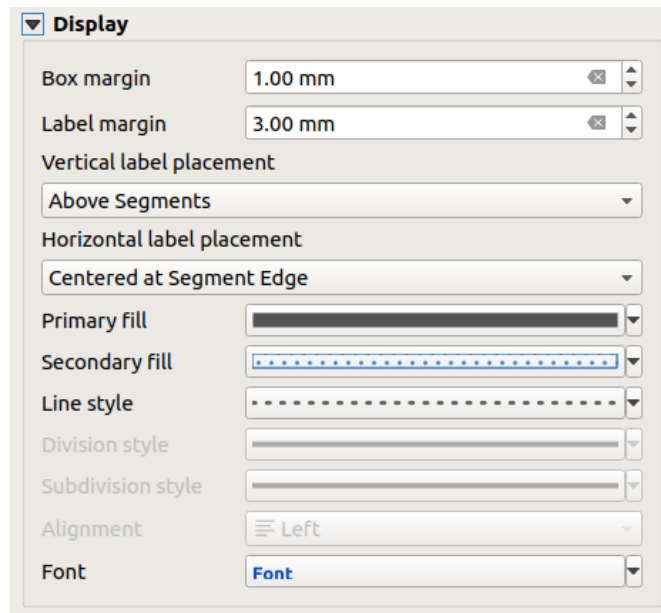 Display
Box margin 1.00 mm
Label margin 3.00 mm
Vertical label placement
Above Segments
Horizontal label placement
Centered at Segment Edge
Primary fill
Secondary fill
Line style
Division style
Subdivision style
Alignment Left
Font Font